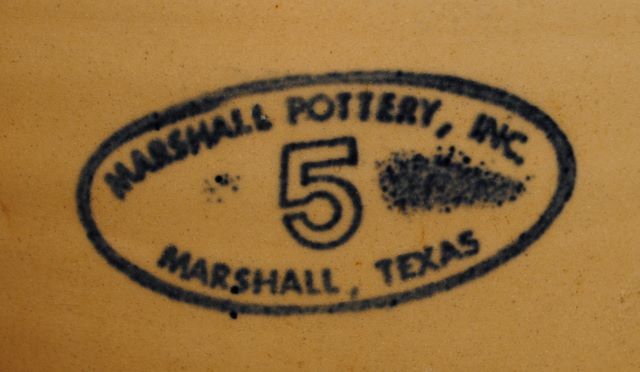 MARSHALL POTTERY, INC.
5
MARSHALL, TEXAS